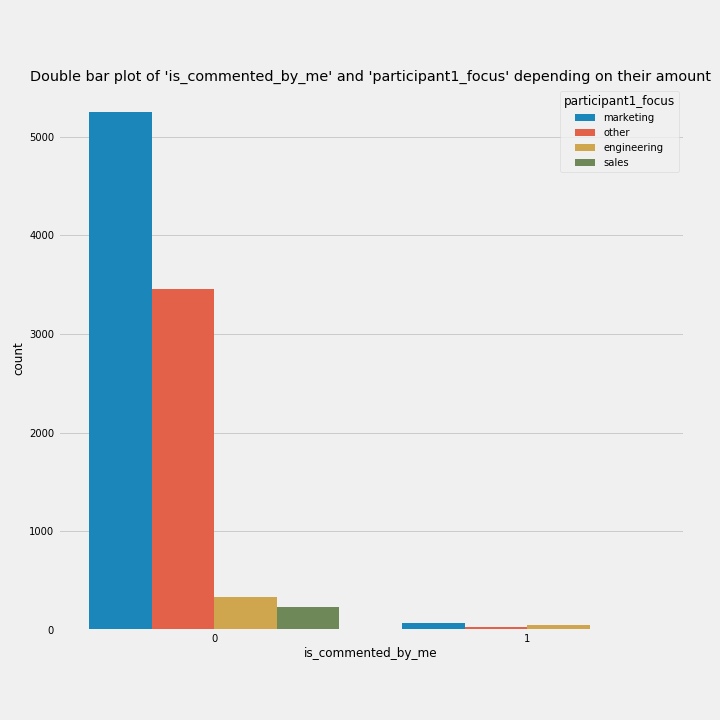 Double bar plot of 'is_commented_by_me' and 'participant1_focus' depending on their amount
participant1_focus
marketing
other
engineering
sales
5000
4000
3000
2000
1000
0
count
0 1
is_commented_by_me